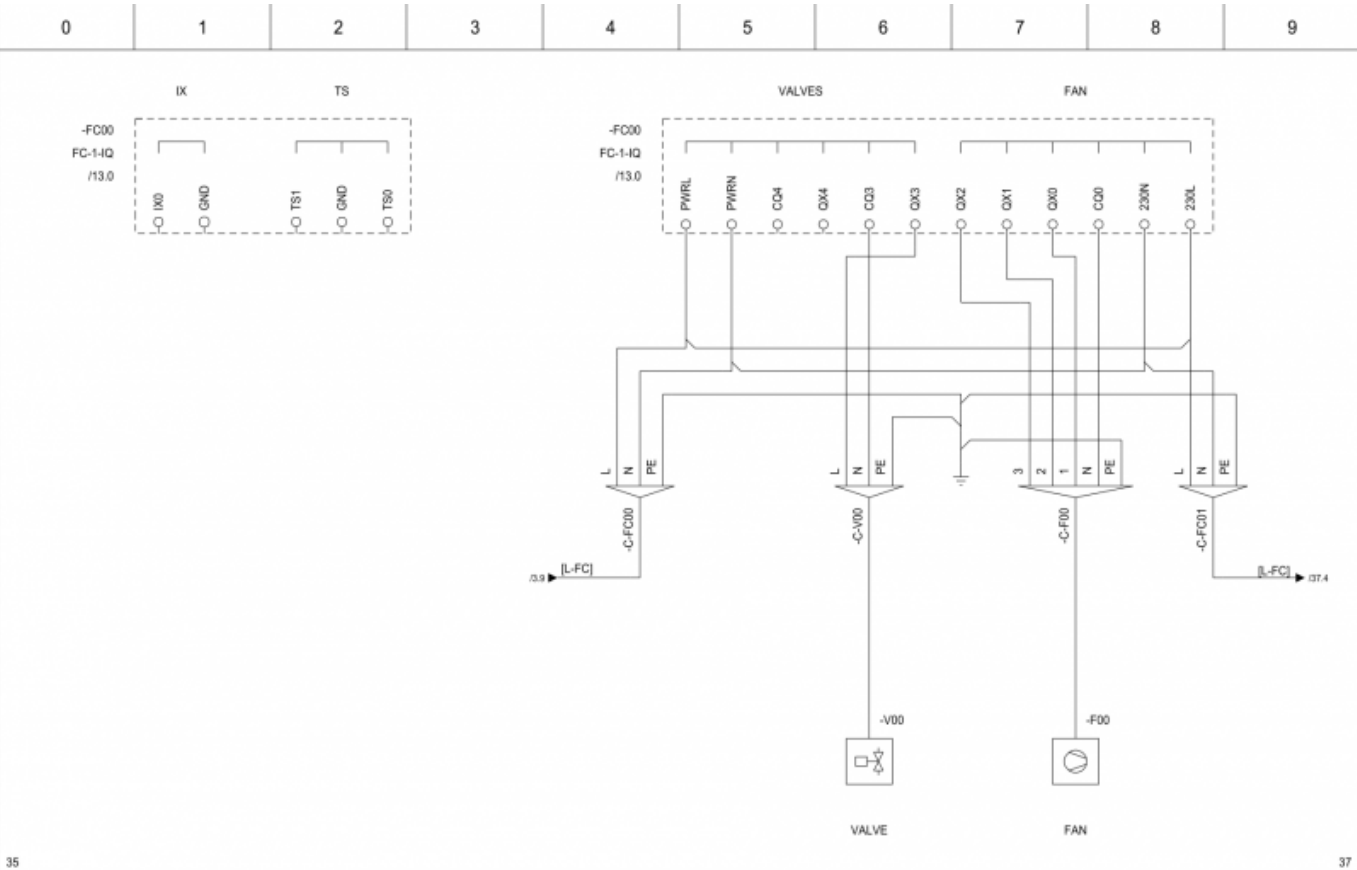 0 1 2 3 4 5 6 7 8 9
IX TS VALVES FAN
-FC00
FC-1-IQ
/13.0
IX0 GND TS1 GND TS0
-FC00
FC-1-IQ
/13.0
PWRL PWRN CQ4 QX4 CQ3 QX3 QX2 QX1 QX0 CQ0 230N 230L
L N PE L N PE 3 2 1 N PE L N PE
-C-FC00 -C-V00 -C-F00 -C-FC01
/3.9 [L-FC] [L-FC] /37.4
-V00 -F00
VALVE FAN
35 37